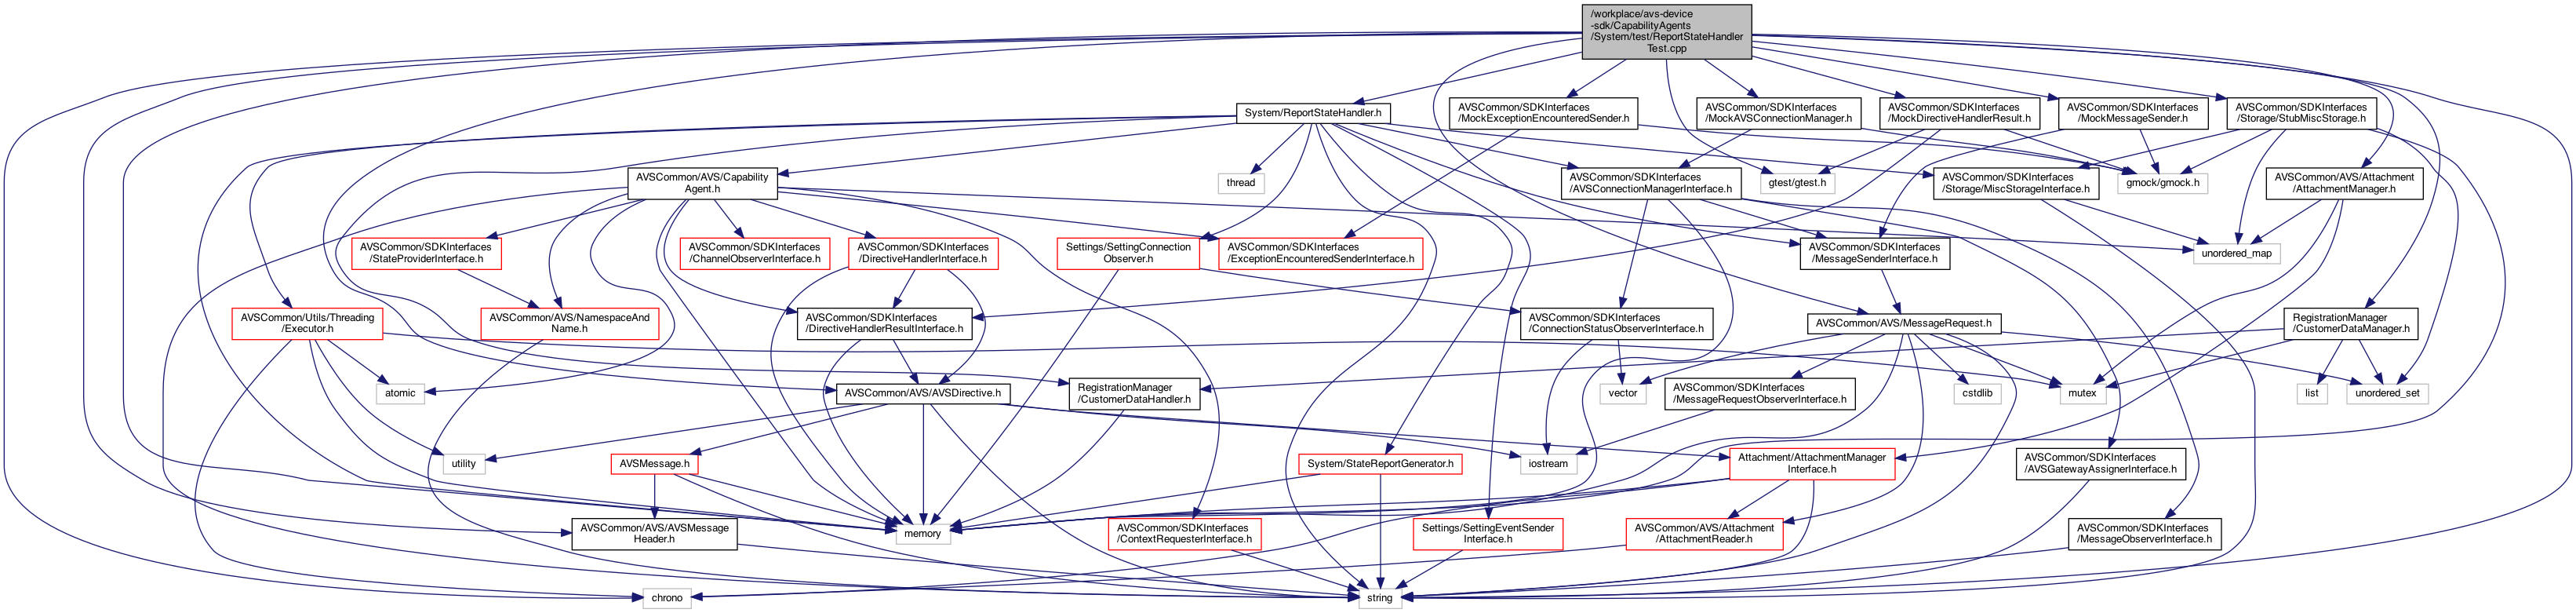 /workplace/avs-device
-sdk/CapabilityAgents
/System/test/ReportStateHandler
Test.cpp
System/ReportStateHandler.h
AVSCommon/SDKInterfaces
/MockExceptionEncounteredSender.h
AVSCommon/SDKInterfaces
/MockAVSConnectionManager.h
AVSCommon/SDKInterfaces
/MockDirectiveHandlerResult.h
AVSCommon/SDKInterfaces
/MockMessageSender.h
AVSCommon/SDKInterfaces
/Storage/StubMiscStorage.h
AVSCommon/AVS/Capability
Agent.h
thread
AVSCommon/SDKInterfaces
/AVSConnectionManagerInterface.h
gtest/gtest.h
AVSCommon/SDKInterfaces
/Storage/MiscStorageInterface.h
gmock/gmock.h
AVSCommon/AVS/Attachment
/AttachmentManager.h
AVSCommon/SDKInterfaces
/StateProviderInterface.h
AVSCommon/SDKInterfaces
/ChannelObserverInterface.h
AVSCommon/SDKInterfaces
/DirectiveHandlerInterface.h
Settings/SettingConnection
Observer.h
AVSCommon/SDKInterfaces
/ExceptionEncounteredSenderInterface.h
AVSCommon/SDKInterfaces
/MessageSenderInterface.h
unordered_map
AVSCommon/Utils/Threading
/Executor.h
AVSCommon/AVS/NamespaceAnd
Name.h
AVSCommon/SDKInterfaces
/DirectiveHandlerResultInterface.h
AVSCommon/SDKInterfaces
/ConnectionStatusObserverInterface.h
AVSCommon/AVS/MessageRequest.h
RegistrationManager
/CustomerDataManager.h
atomic
AVSCommon/AVS/AVSDirective.h
RegistrationManager
/CustomerDataHandler.h
vector
AVSCommon/SDKInterfaces
/MessageRequestObserverInterface.h
cstdlib
mutex
list
unordered_set
utility
AVSMessage.h
System/StateReportGenerator.h
iostream
Attachment/AttachmentManager
Interface.h
AVSCommon/SDKInterfaces
/AVSGatewayAssignerInterface.h
AVSCommon/AVS/AVSMessage
Header.h
memory
AVSCommon/SDKInterfaces
/ContextRequesterInterface.h
Settings/SettingEventSender
Interface.h
AVSCommon/AVS/Attachment
/AttachmentReader.h
AVSCommon/SDKInterfaces
/MessageObserverInterface.h
chrono
string